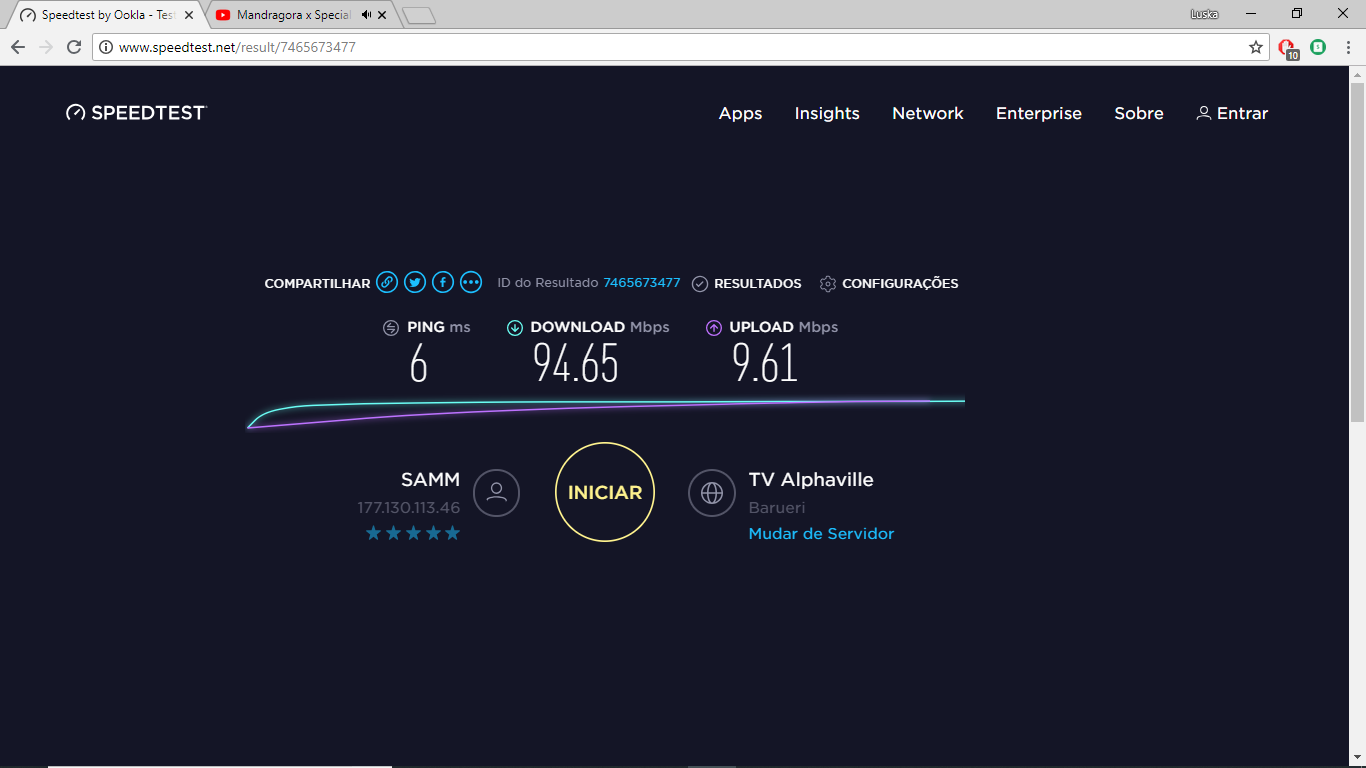 Speedtest by Ookla - Tes
Mandragora x Special
Luska
www.speedtest.net/result/7465673477
10
SPEEDTEST
Apps Insights Network Enterprise Sobre Entrar
COMPARTILHAR ID do Resultado 7465673477 RESULTADOS CONFIGURAÇÕES
PING ms DOWNLOAD Mbps UPLOAD Mbps
6 94.65 9.61
SAMM INICIAR TV Alphaville
177.130.113.46 Barueri
Mudar de Servidor